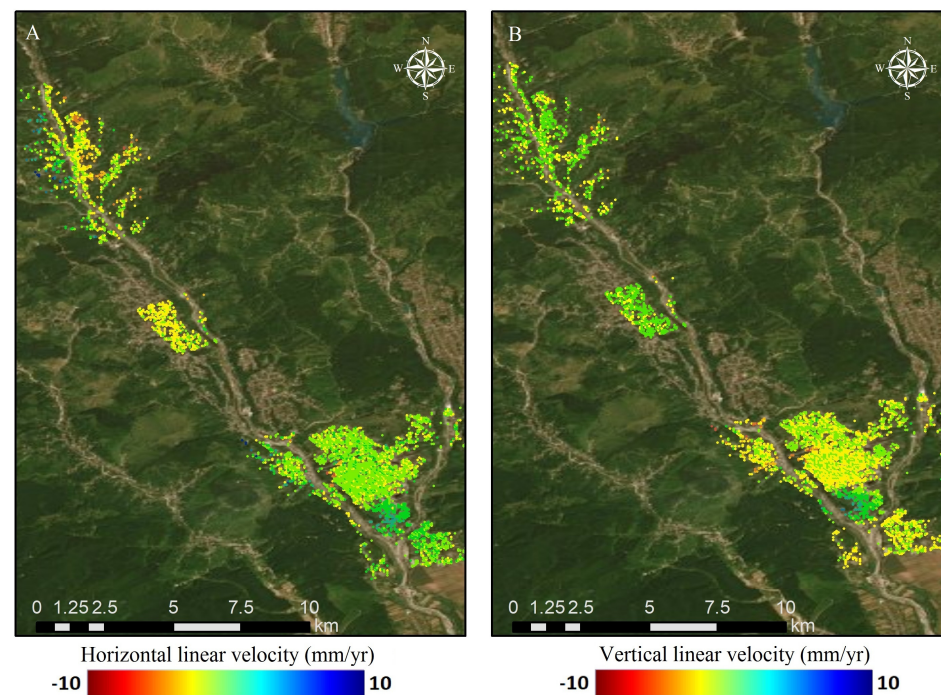 A
N
W E
S
0 1.25 2.5 5 7.5 10
km
Horizontal linear velocity (mm/yr)
-10 10
B
N
W E
S
0 1.25 2.5 5 7.5 10
km
Vertical linear velocity (mm/yr)
-10 10